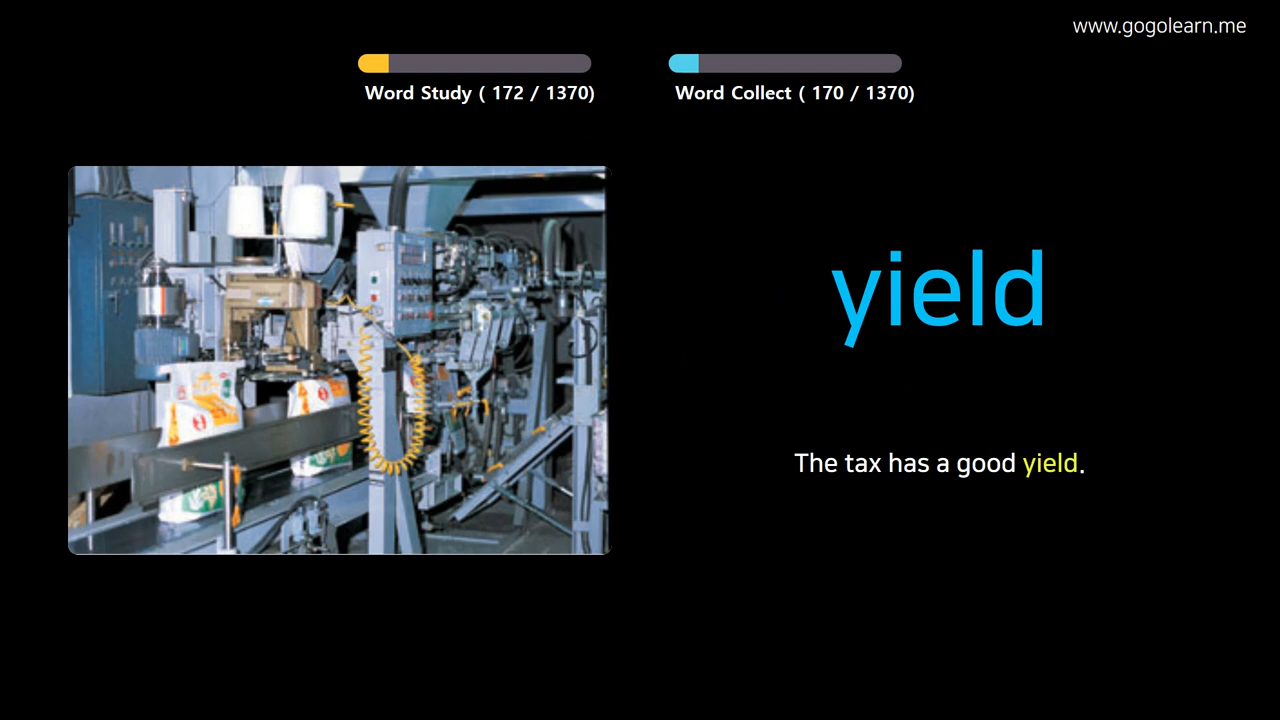 www.gogolearn.me
Word Study ( 172 / 1370)
Word Collect ( 170 / 1370)
yield
The tax has a good yield.